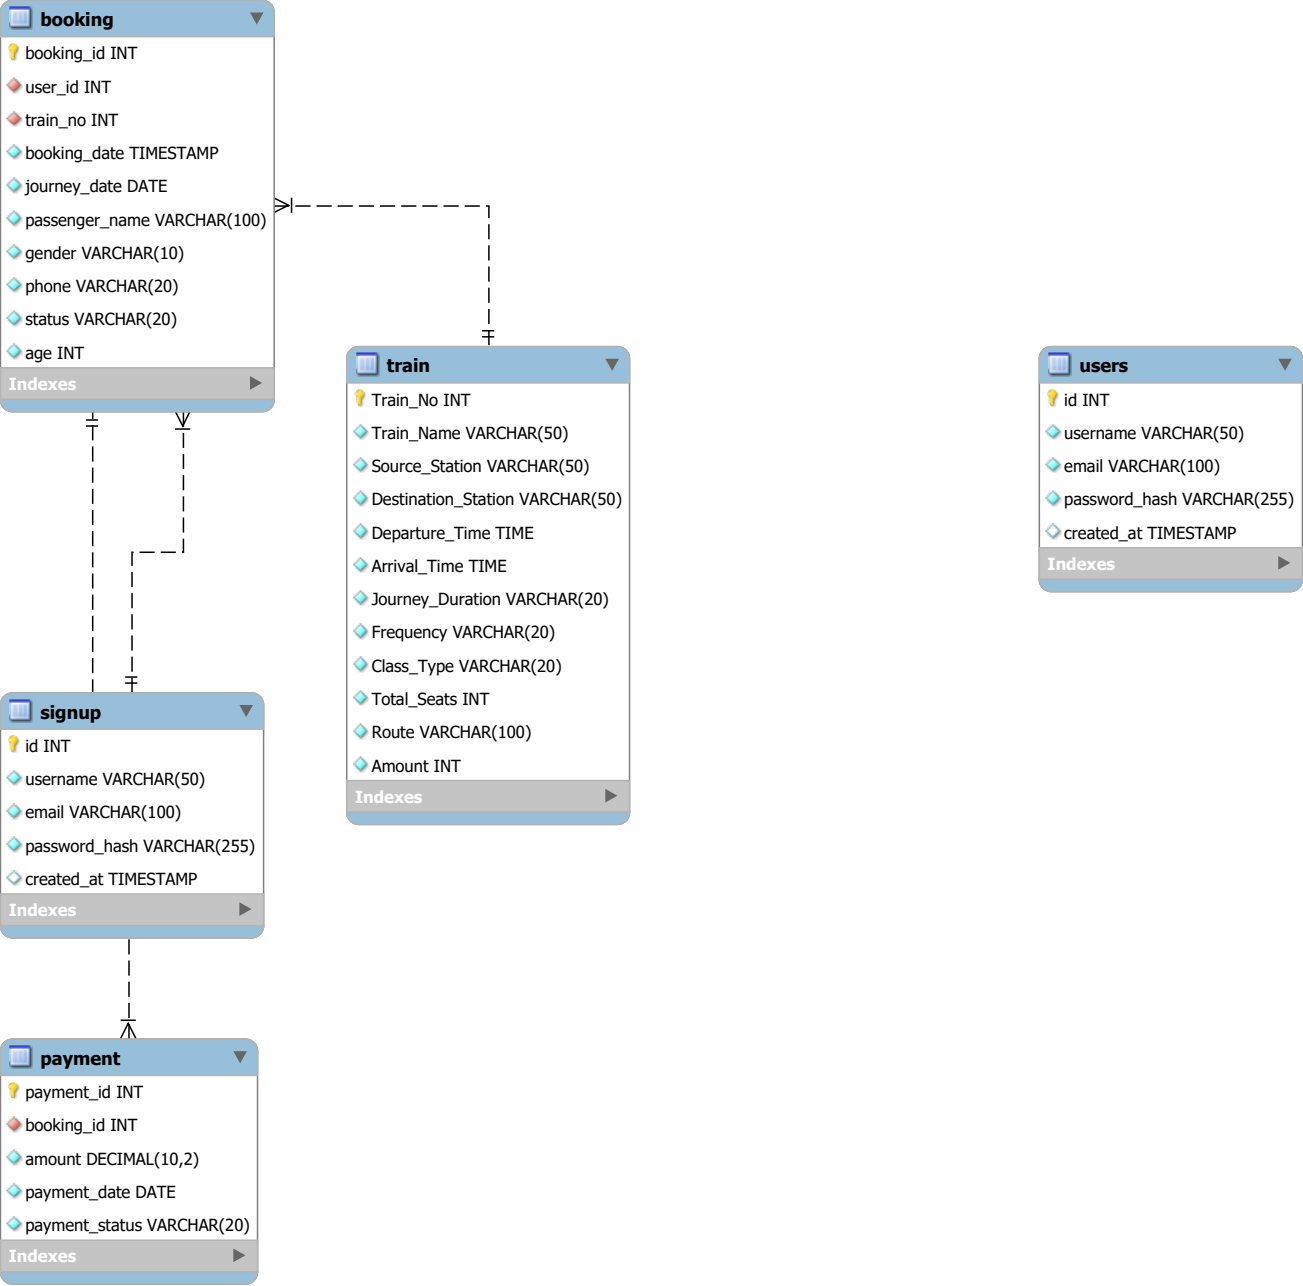 booking
booking_id INT
user_id INT
train_no INT
booking_date TIMESTAMP
journey_date DATE
passenger_name VARCHAR(100)
gender VARCHAR(10)
phone VARCHAR(20)
status VARCHAR(20)
age INT
Indexes
train
Train_No INT
Train_Name VARCHAR(50)
Source_Station VARCHAR(50)
Destination_Station VARCHAR(50)
Departure_Time TIME
Arrival_Time TIME
Journey_Duration VARCHAR(20)
Frequency VARCHAR(20)
Class_Type VARCHAR(20)
Total_Seats INT
Route VARCHAR(100)
Amount INT
Indexes
users
id INT
username VARCHAR(50)
email VARCHAR(100)
password_hash VARCHAR(255)
created_at TIMESTAMP
Indexes
signup
id INT
username VARCHAR(50)
email VARCHAR(100)
password_hash VARCHAR(255)
created_at TIMESTAMP
Indexes
payment
payment_id INT
booking_id INT
amount DECIMAL(10,2)
payment_date DATE
payment_status VARCHAR(20)
Indexes